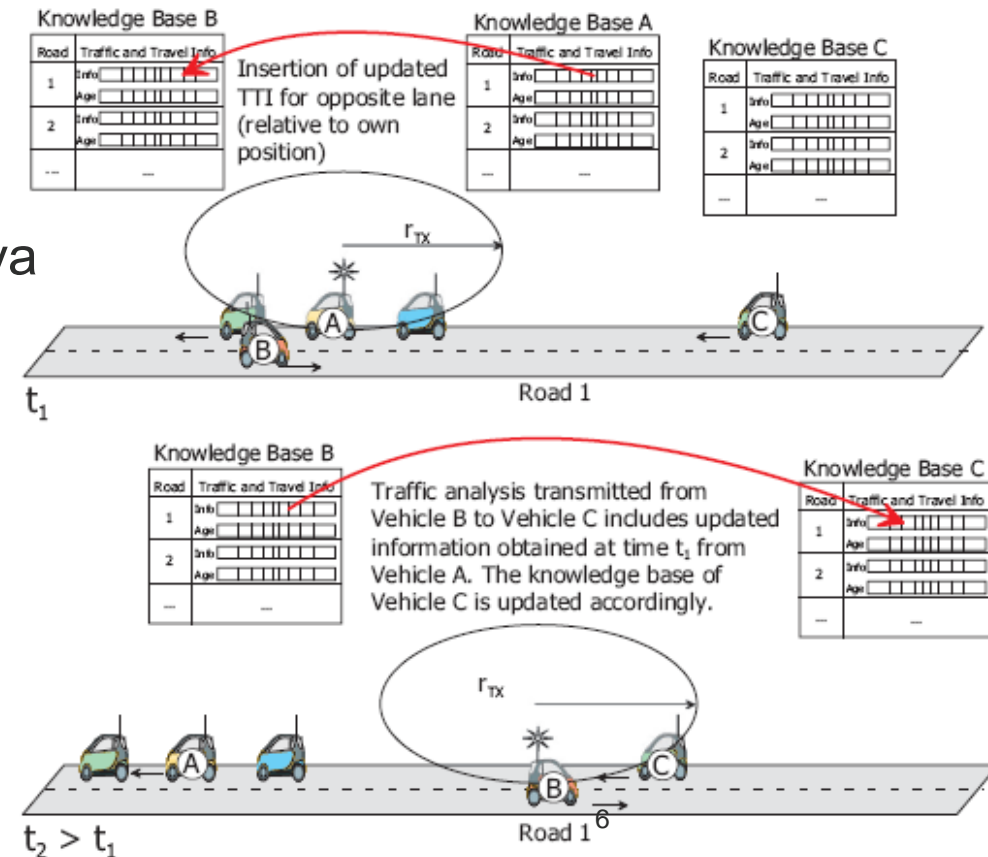 Knowledge Base B
Road Traffic and Travel Info
1 Info
Age
2 Info
Age
... ...
Insertion of updated
TTI for opposite lane
(relative to own
position)
Knowledge Base A
Road Traffic and Travel Info
1 Info
Age
2 Info
Age
... ...
Knowledge Base C
Road Traffic and Travel Info
1 Info
Age
2 Info
Age
... ...
va
r_TX
A
B
C
Road 1
t₁
Knowledge Base B
Road Traffic and Travel Info
1 Info
Age
2 Info
Age
... ...
Traffic analysis transmitted from
Vehicle B to Vehicle C includes updated
information obtained at time t₁ from
Vehicle A. The knowledge base of
Vehicle C is updated accordingly.
Knowledge Base C
Road Traffic and Travel Info
1 Info
Age
2 Info
Age
... ...
r_TX
A
B
C
Road 1
6
t₂ > t₁